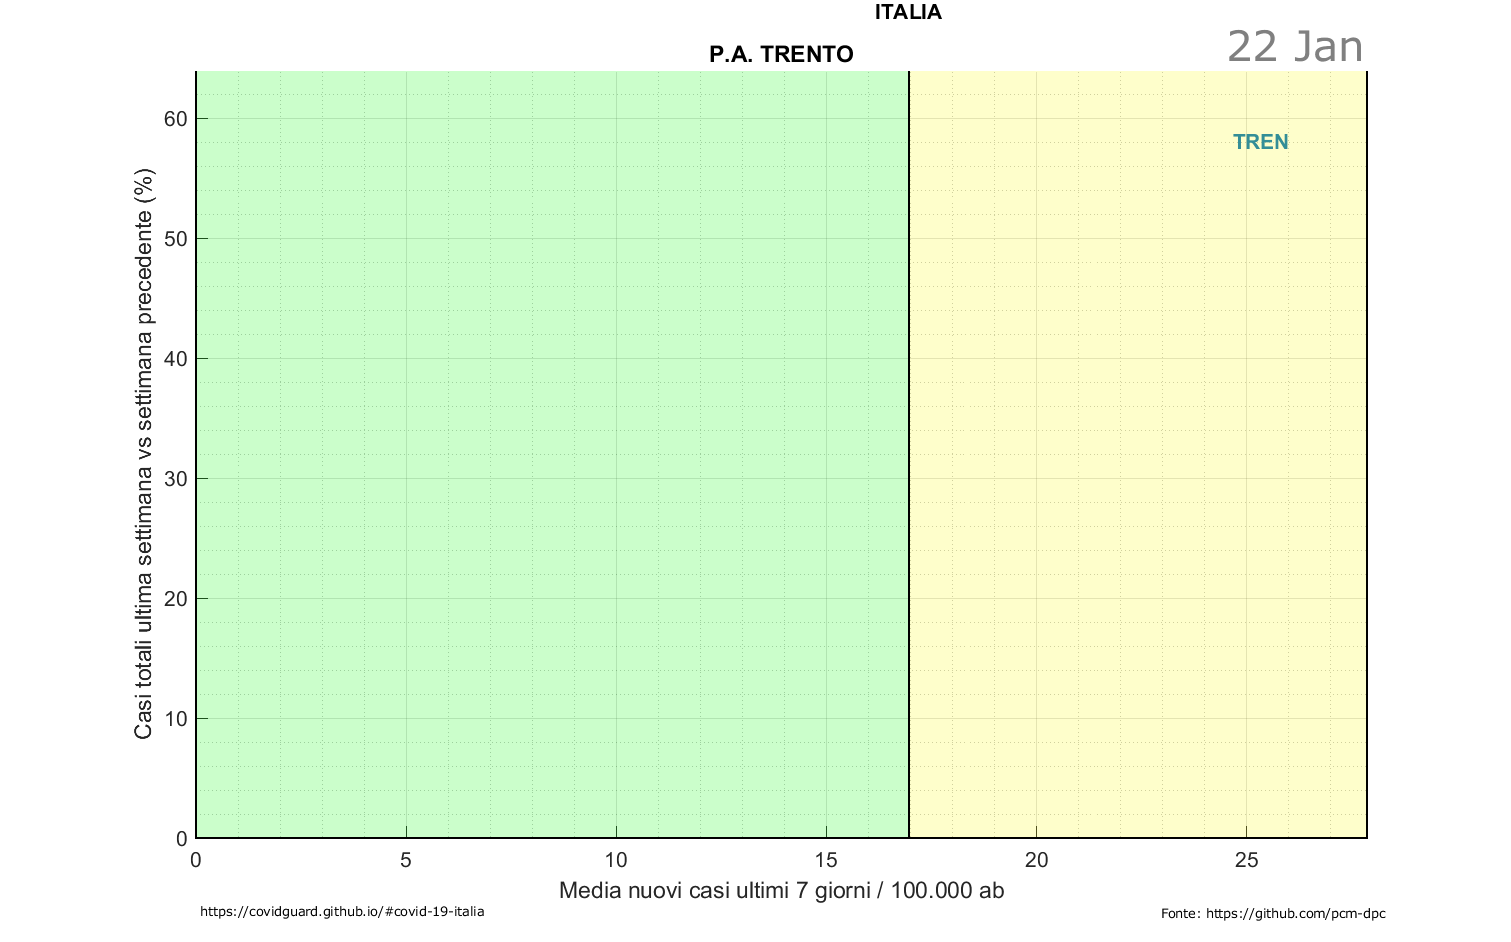 ITALIA
P.A. TRENTO
22 Jan
TREN
Casi totali ultima settimana vs settimana precedente (%)
60
50
40
30
20
10
0
0 5 10 15 20 25
Media nuovi casi ultimi 7 giorni / 100.000 ab
https://covidguard.github.io/#covid-19-italia
Fonte: https://github.com/pcm-dpc